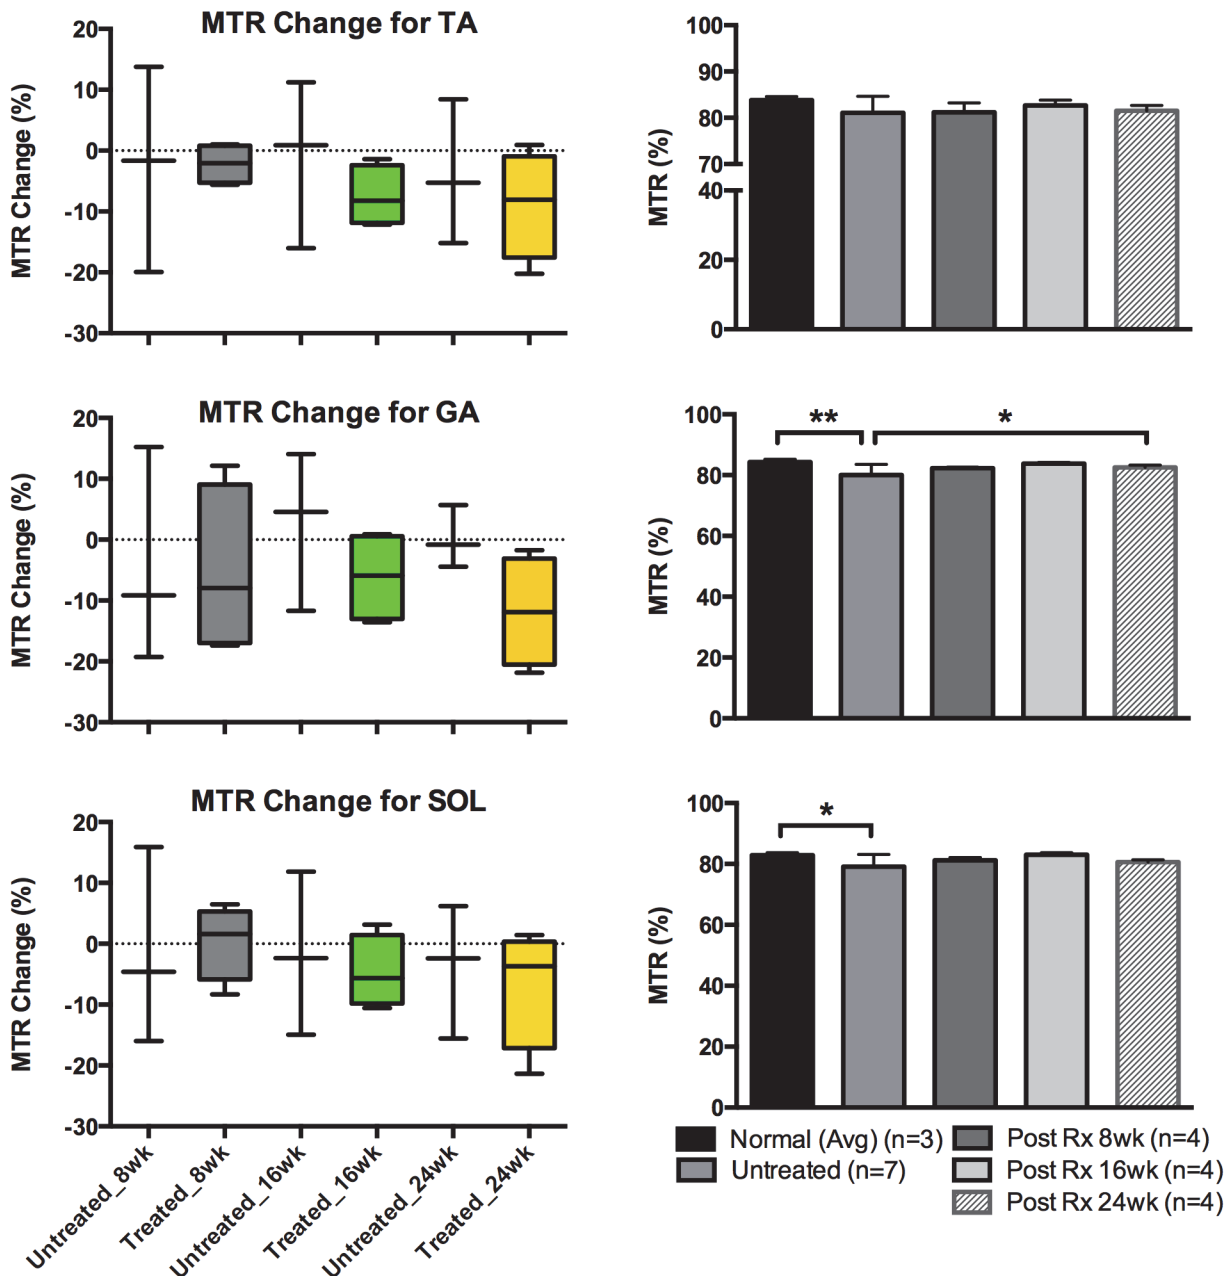 MTR Change for TA
MTR Change (%)
20
10
0
-10
-20
-30
MTR (%)
100
90
80
70
40
20
0
MTR Change for GA
MTR Change (%)
20
10
0
-10
-20
-30
MTR (%)
100
80
60
40
20
0
**
*
MTR Change for SOL
MTR Change (%)
20
10
0
-10
-20
-30
Untreated_8wk
Treated_8wk
Untreated_16wk
Treated_16wk
Untreated_24wk
Treated_24wk
MTR (%)
100
80
60
40
20
0
*
Normal (Avg) (n=3)
Untreated (n=7)
Post Rx 8wk (n=4)
Post Rx 16wk (n=4)
Post Rx 24wk (n=4)